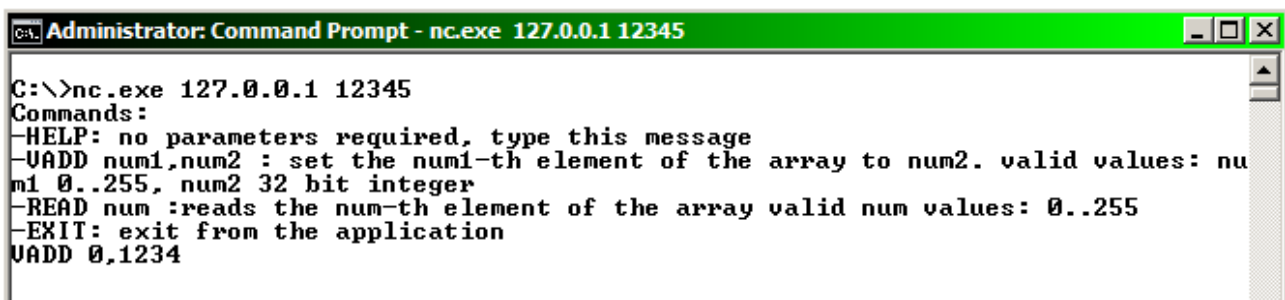 Administrator: Command Prompt - nc.exe 127.0.0.1 12345
C:\>nc.exe 127.0.0.1 12345
Commands:
-HELP: no parameters required, type this message
-VADD num1,num2 : set the num1-th element of the array to num2. valid values: nu
m1 0..255, num2 32 bit integer
-READ num :reads the num-th element of the array valid num values: 0..255
-EXIT: exit from the application
VADD 0,1234